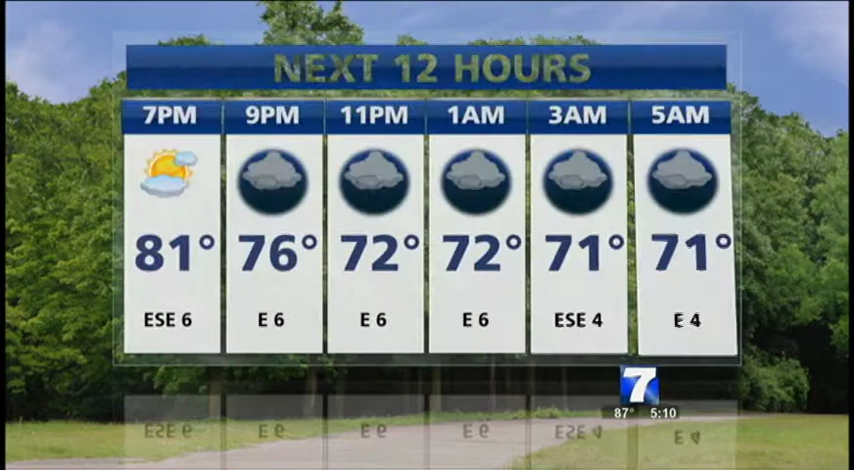 NEXT 12 HOURS
7PM 9PM 11PM 1AM 3AM 5AM
81° 76° 72° 72° 71° 71°
ESE 6 E 6 E 6 E 6 ESE 4 E 4
7
87° 5:10